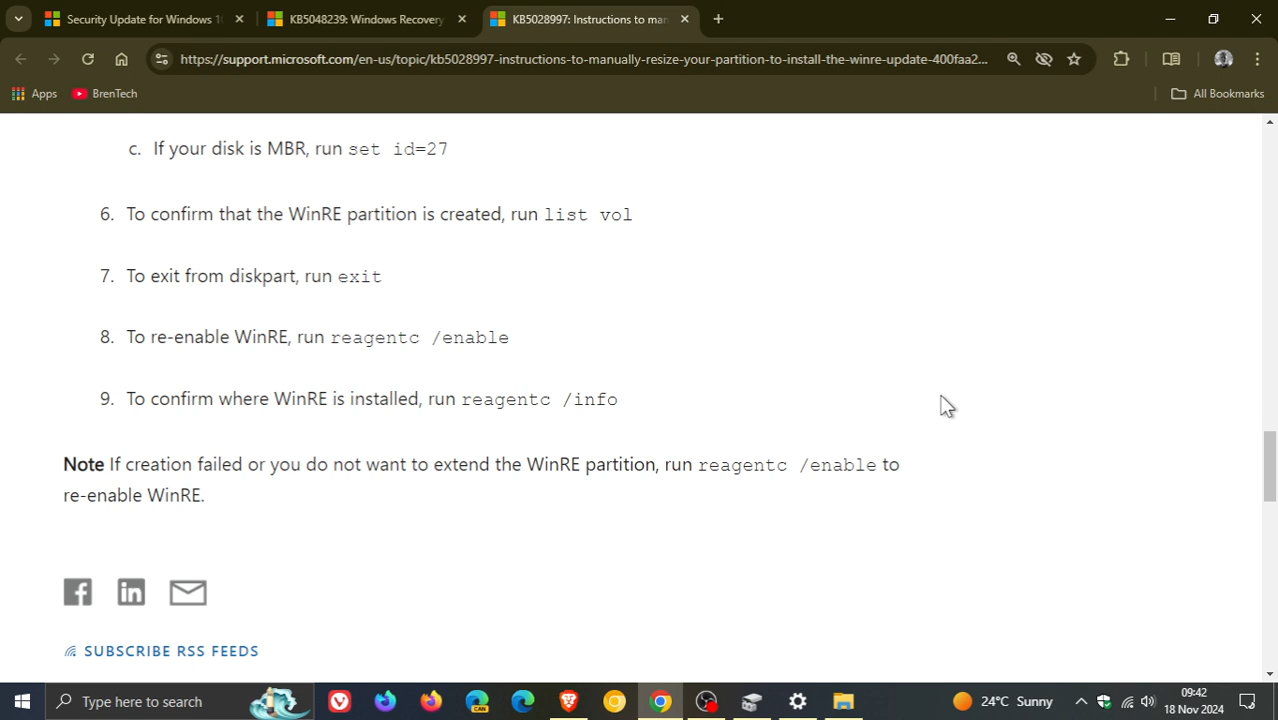 Security Update for Windows 1
KB5048239: Windows Recovery
KB5028997: Instructions to ma
https://support.microsoft.com/en-us/topic/kb5028997-instructions-to-manually-resize-your-partition-to-install-the-winre-update-400faa2...
Apps
BrenTech
All Bookmarks
c. If your disk is MBR, run set id=27
6. To confirm that the WinRE partition is created, run list vol
7. To exit from diskpart, run exit
8. To re-enable WinRE, run reagentc /enable
9. To confirm where WinRE is installed, run reagentc /info
Note If creation failed or you do not want to extend the WinRE partition, run reagentc /enable to
re-enable WinRE.
SUBSCRIBE RSS FEEDS
Type here to search
CAN
24°C Sunny
09:42
18 Nov 2024